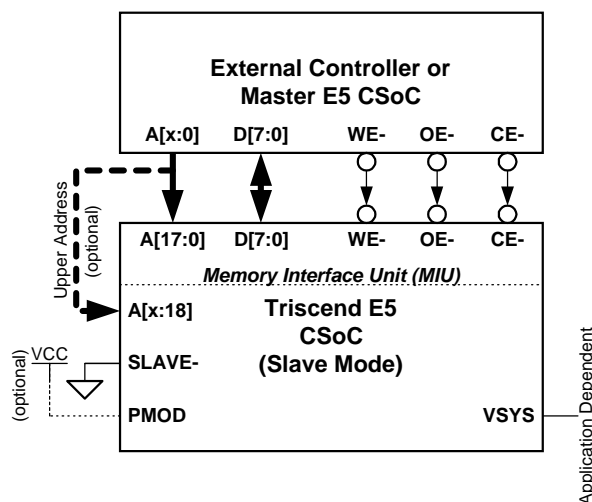 External Controller or
Master E5 CSoC
A[x:0] D[7:0] WE- OE- CE-
Upper Address
(optional)
A[17:0] D[7:0] WE- OE- CE-
Memory Interface Unit (MIU)
A[x:18]
Triscend E5
CSoC
(Slave Mode)
(optional)
VCC
SLAVE-
PMOD
VSYS
Application Dependent